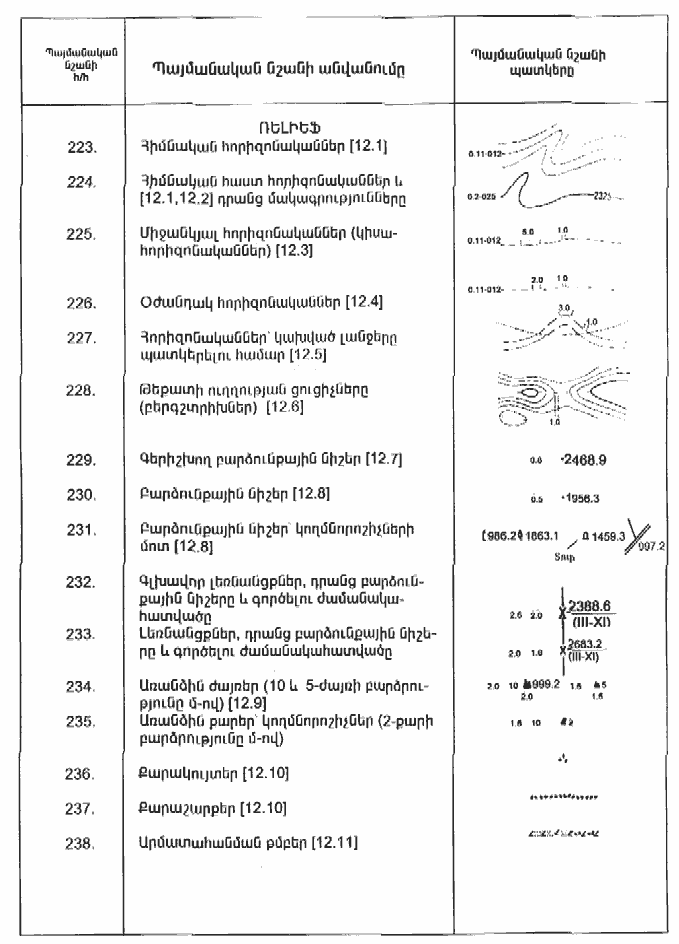 Պայմանական
նշանի
հ/հ
Պայմանական նշանի անվանումը
Պայմանական նշանի
պատկերը
ՌԵԼԻԵՖ
223. Հիմնական հորիզոնականներ [12.1]
0.11-012
224. Հիմնական հաստ հորիզոնականներ և
[12.1,12.2] դրանց մակագրությունները
0.2-025 2325
225. Միջանկյալ հորիզոնականներ (կիսա-
հորիզոնականներ) [12.3]
0.11-012 5.0 1.0
226. Օժանդակ հորիզոնականներ [12.4]
0.11-012 2.0 1.0
227. Հորիզոնականներ՝ կախված լանջերը
պատկերելու համար [12.5]
3.0 1.0
228. Թեքատի ուղղության ցուցիչները
(բերգշտրիխներ) [12.6]
1.0
229. Գերիշխող բարձունքային նիշեր [12.7]
0.6 ·2468.9
230. Բարձունքային նիշեր [12.8]
0.5 ·1956.3
231. Բարձունքային նիշեր՝ կողմնորոշիչների
մոտ [12.8]
986.2 1863.1 1459.3 997.2
Տուր
232. Գլխավոր լեռնանցքներ, դրանց բարձուն-
քային նիշերը և գործելու ժամանակա-
հատվածը
2.6 2.0 2388.6
(III-XI)
233. Լեռնանցքներ, դրանց բարձունքային նիշե-
րը և գործելու ժամանակահատվածը
2.0 1.6 2683.2
(III-XI)
234. Առանձին ժայռեր (10 և 5-ժայռի բարձրու-
թյունը մ-ով) [12.9]
2.0 10 999.2 1.6 5
2.0 1.6
235. Առանձին քարեր՝ կողմնորոշիչներ (2-քարի
բարձրությունը մ-ով)
1.6 10 2
236. Քարակույտեր [12.10]
237. Քարաշարքեր [12.10]
238. Արմատահանման թմբեր [12.11]